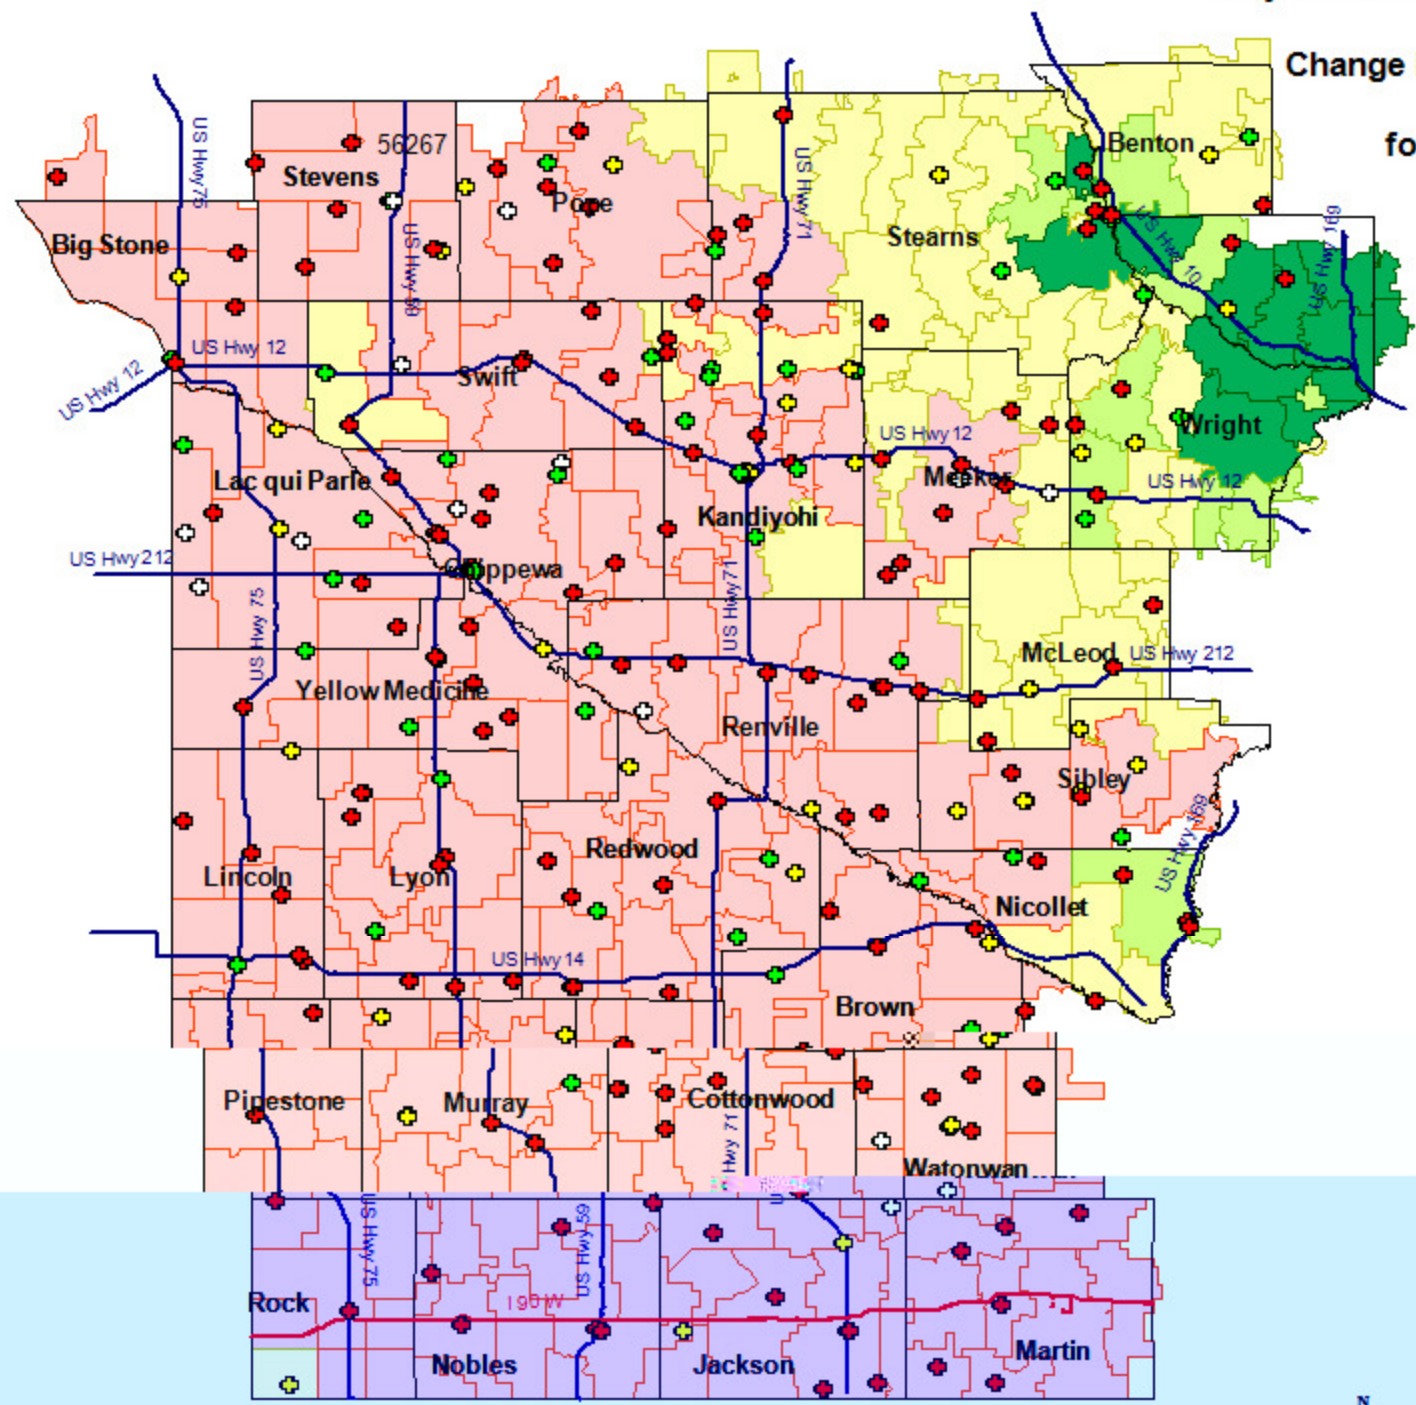 Change
fo
Benton
US Hwy 75
56267
Stevens
Pope
US Hwy 71
Big Stone
US Hwy 59
Stearns
US Hwy 10
US Hwy 169
US Hwy 12
US Hwy 12
Swift
Wright
US Hwy 12
Meeker
US Hwy 12
Lac qui Parle
Kandiyohi
US Hwy 212
Chippewa
US Hwy 75
US Hwy 71
McLeod
US Hwy 212
Yellow Medicine
Renville
Sibley
US Hwy 169
Redwood
Lincoln
Lyon
Nicollet
US Hwy 14
Brown
Pipestone
Murray
Cottonwood
Hwy 71
Watonwan
US Hwy 75
US Hwy 59
Rock
I 90 W
Nobles
Jackson
Martin
N